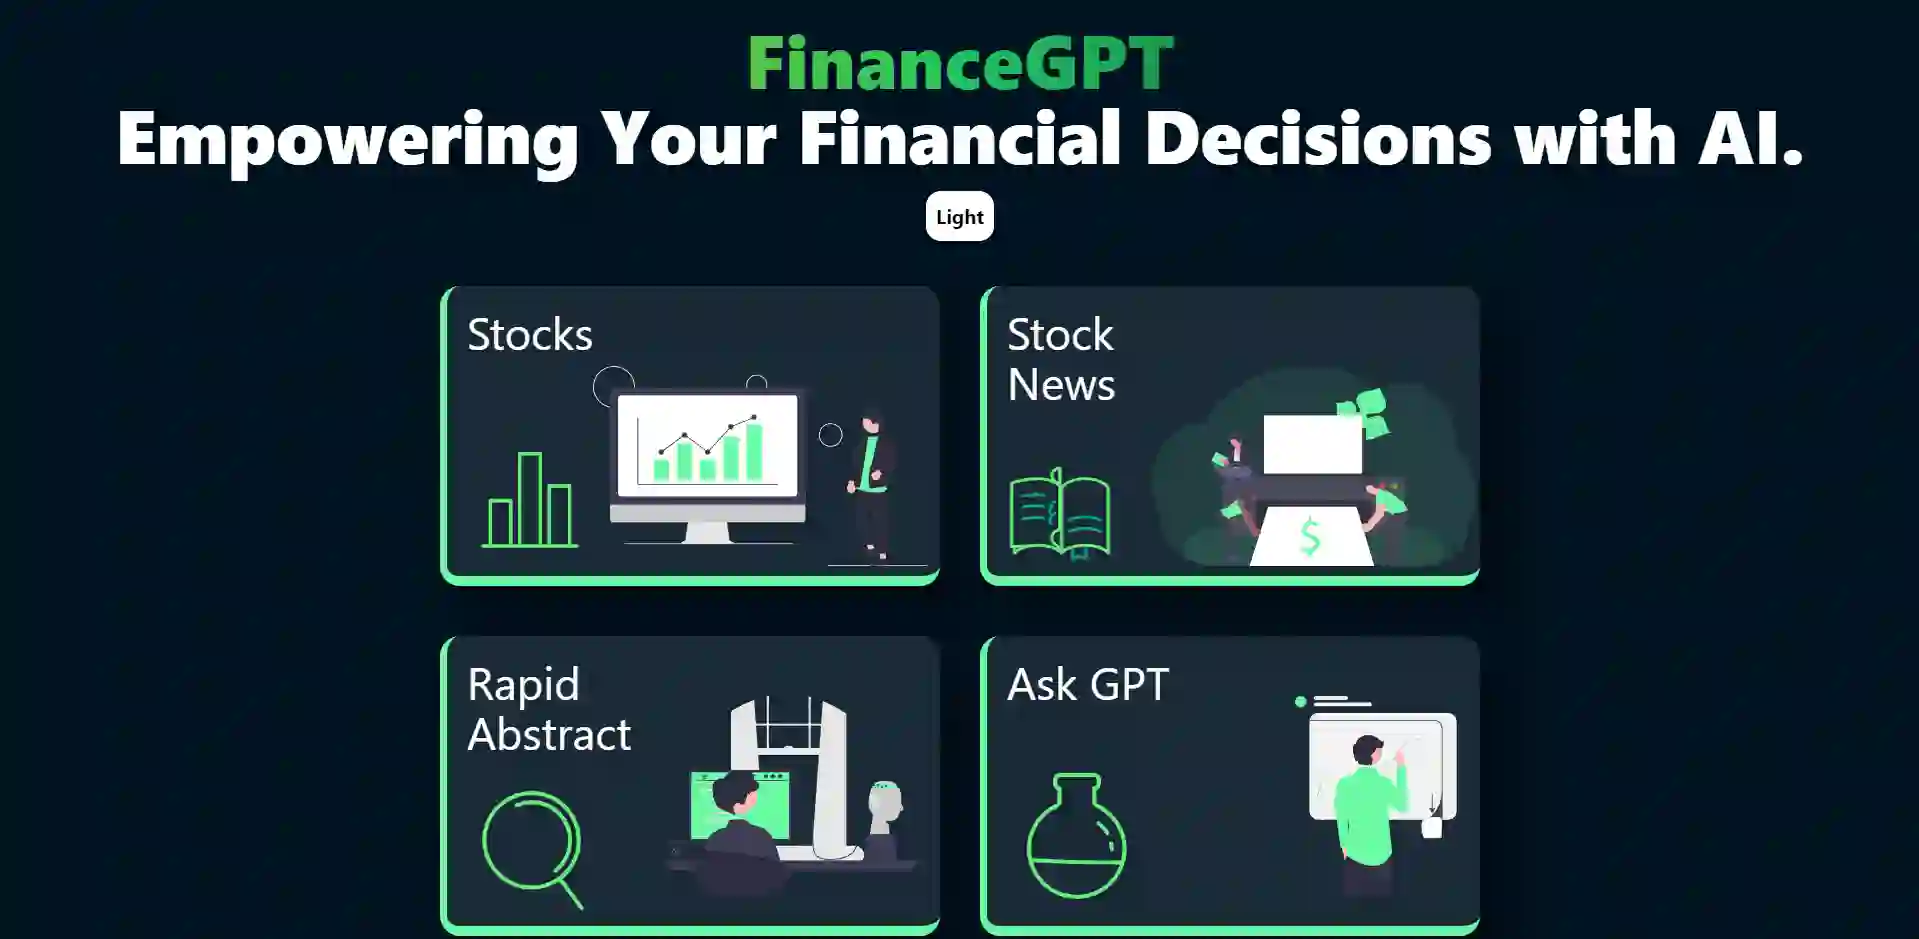 FinanceGPT
Empowering Your Financial Decisions with AI.
Light
Stocks
Stock
News
$
Rapid
Abstract
Ask GPT